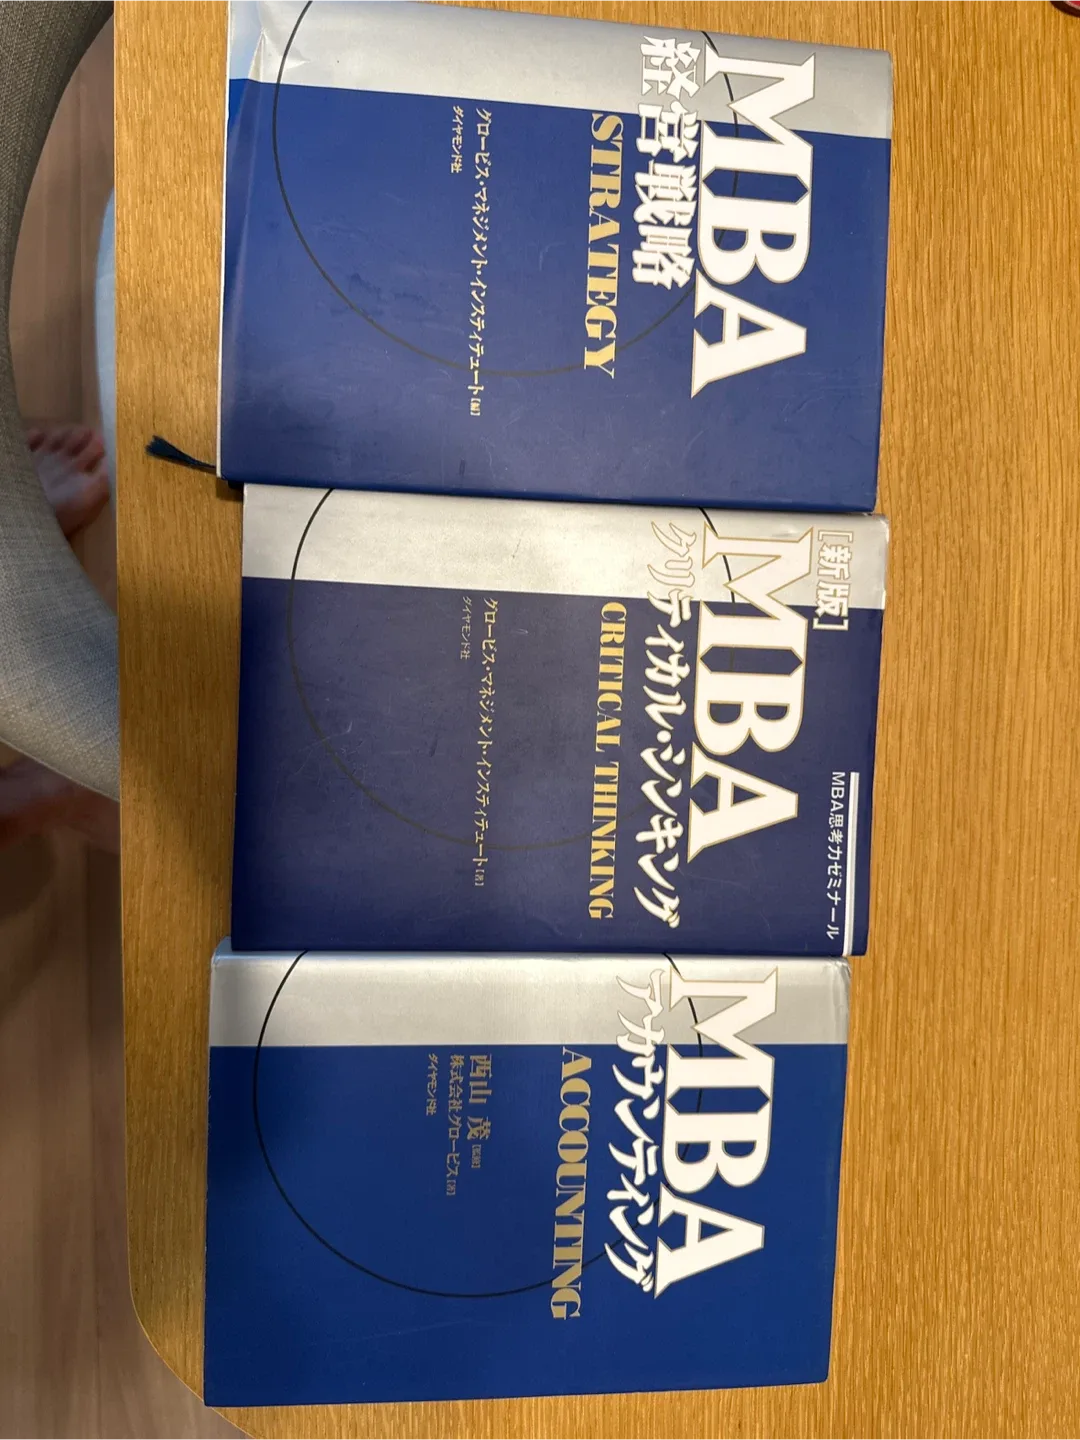 MBA
経営戦略
STRATEGY
グロービス・マネジメント・インスティテュート[編]
ダイヤモンド社
[新版]
MBA
クリティカル・シンキング
CRITICAL THINKING
グロービス・マネジメント・インスティテュート[著]
ダイヤモンド社
MBA思考力ゼミナール
MBA
アカウンティング
ACCOUNTING
西山 茂[監修]
株式会社グロービス[著]
ダイヤモンド社